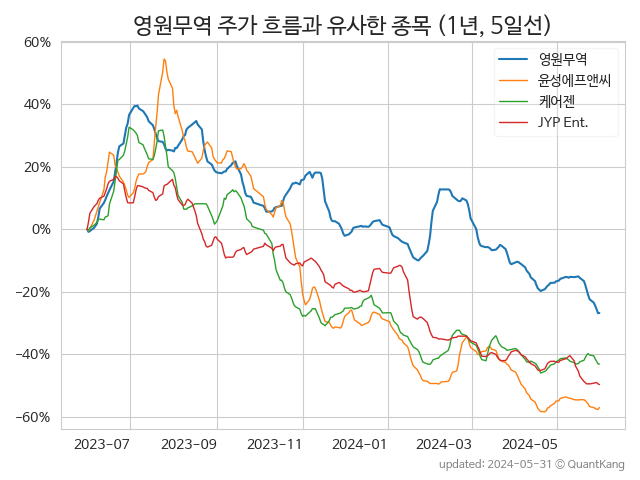 영원무역 주가 흐름과 유사한 종목 (1년, 5일선)
60%
40%
20%
0%
−20%
−40%
−60%
영원무역
윤성에프앤씨
케어젠
JYP Ent.
2023-07
2023-09
2023-11
2024-01
2024-03
2024-05
updated: 2024-05-31 © QuantKang